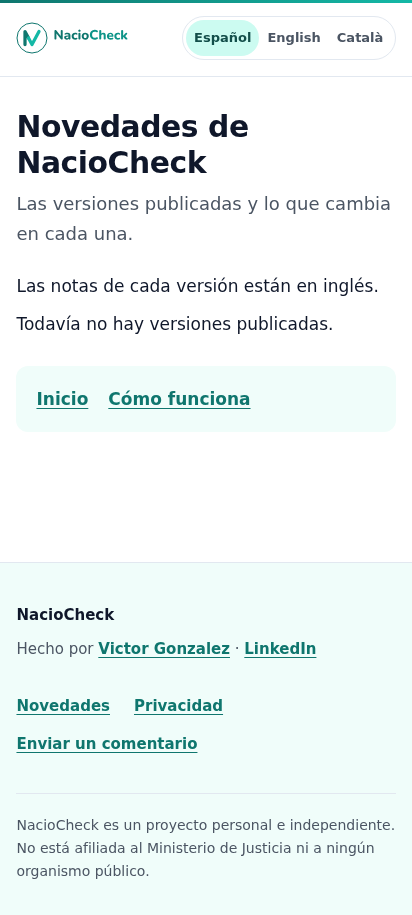 NacioCheck
Español English Català
Novedades de
NacioCheck
Las versiones publicadas y lo que cambia
en cada una.
Las notas de cada versión están en inglés.
Todavía no hay versiones publicadas.
Inicio Cómo funciona
NacioCheck
Hecho por Victor Gonzalez · LinkedIn
Novedades Privacidad
Enviar un comentario
NacioCheck es un proyecto personal e independiente.
No está afiliada al Ministerio de Justicia ni a ningún
organismo público.